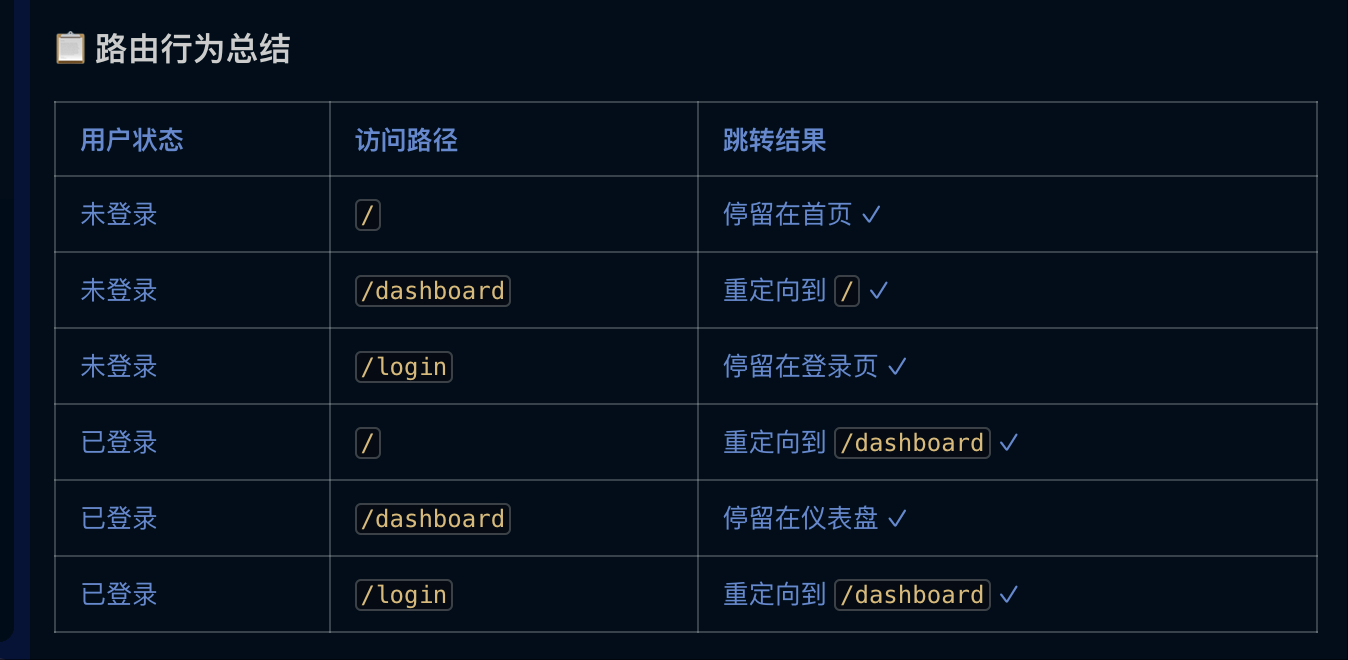 📋 路由行为总结
用户状态 访问路径 跳转结果
未登录 / 停留在首页 ✓
未登录 /dashboard 重定向到 / ✓
未登录 /login 停留在登录页 ✓
已登录 / 重定向到 /dashboard ✓
已登录 /dashboard 停留在仪表盘 ✓
已登录 /login 重定向到 /dashboard ✓